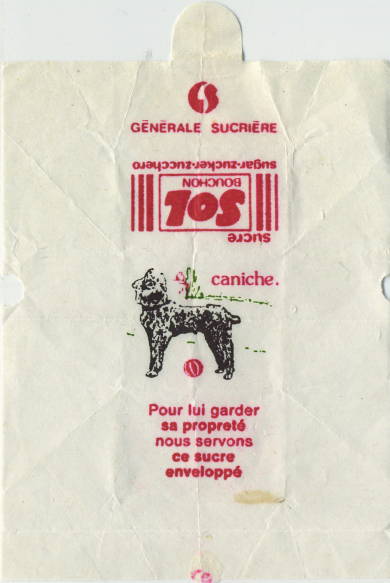 GÉNÉRALE SUCRIÈRE
sugar-zucker-zucchero
BOUCHON
SOL
sucre
caniche.
Pour lui garder
sa propreté
nous servons
ce sucre
enveloppé